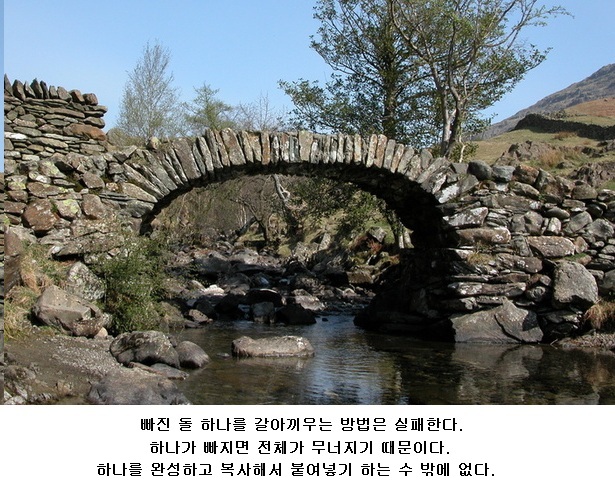 빠진 돌 하나를 갈아끼우는 방법은 실패한다.
하나가 빠지면 전체가 무너지기 때문이다.
하나를 완성하고 복사해서 붙여넣기 하는 수 밖에 없다.